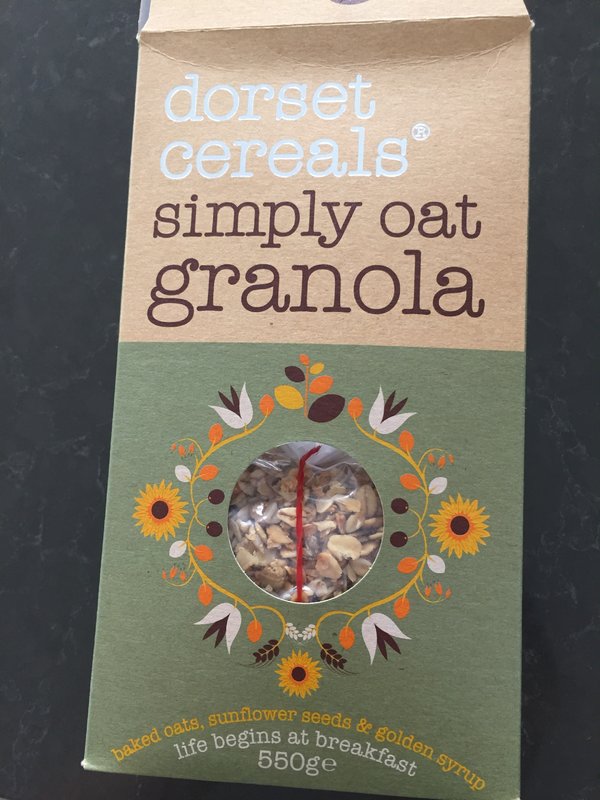 dorset
cereals®
simply oat
granola
baked oats, sunflower seeds & golden syrup
life begins at breakfast
550g℮